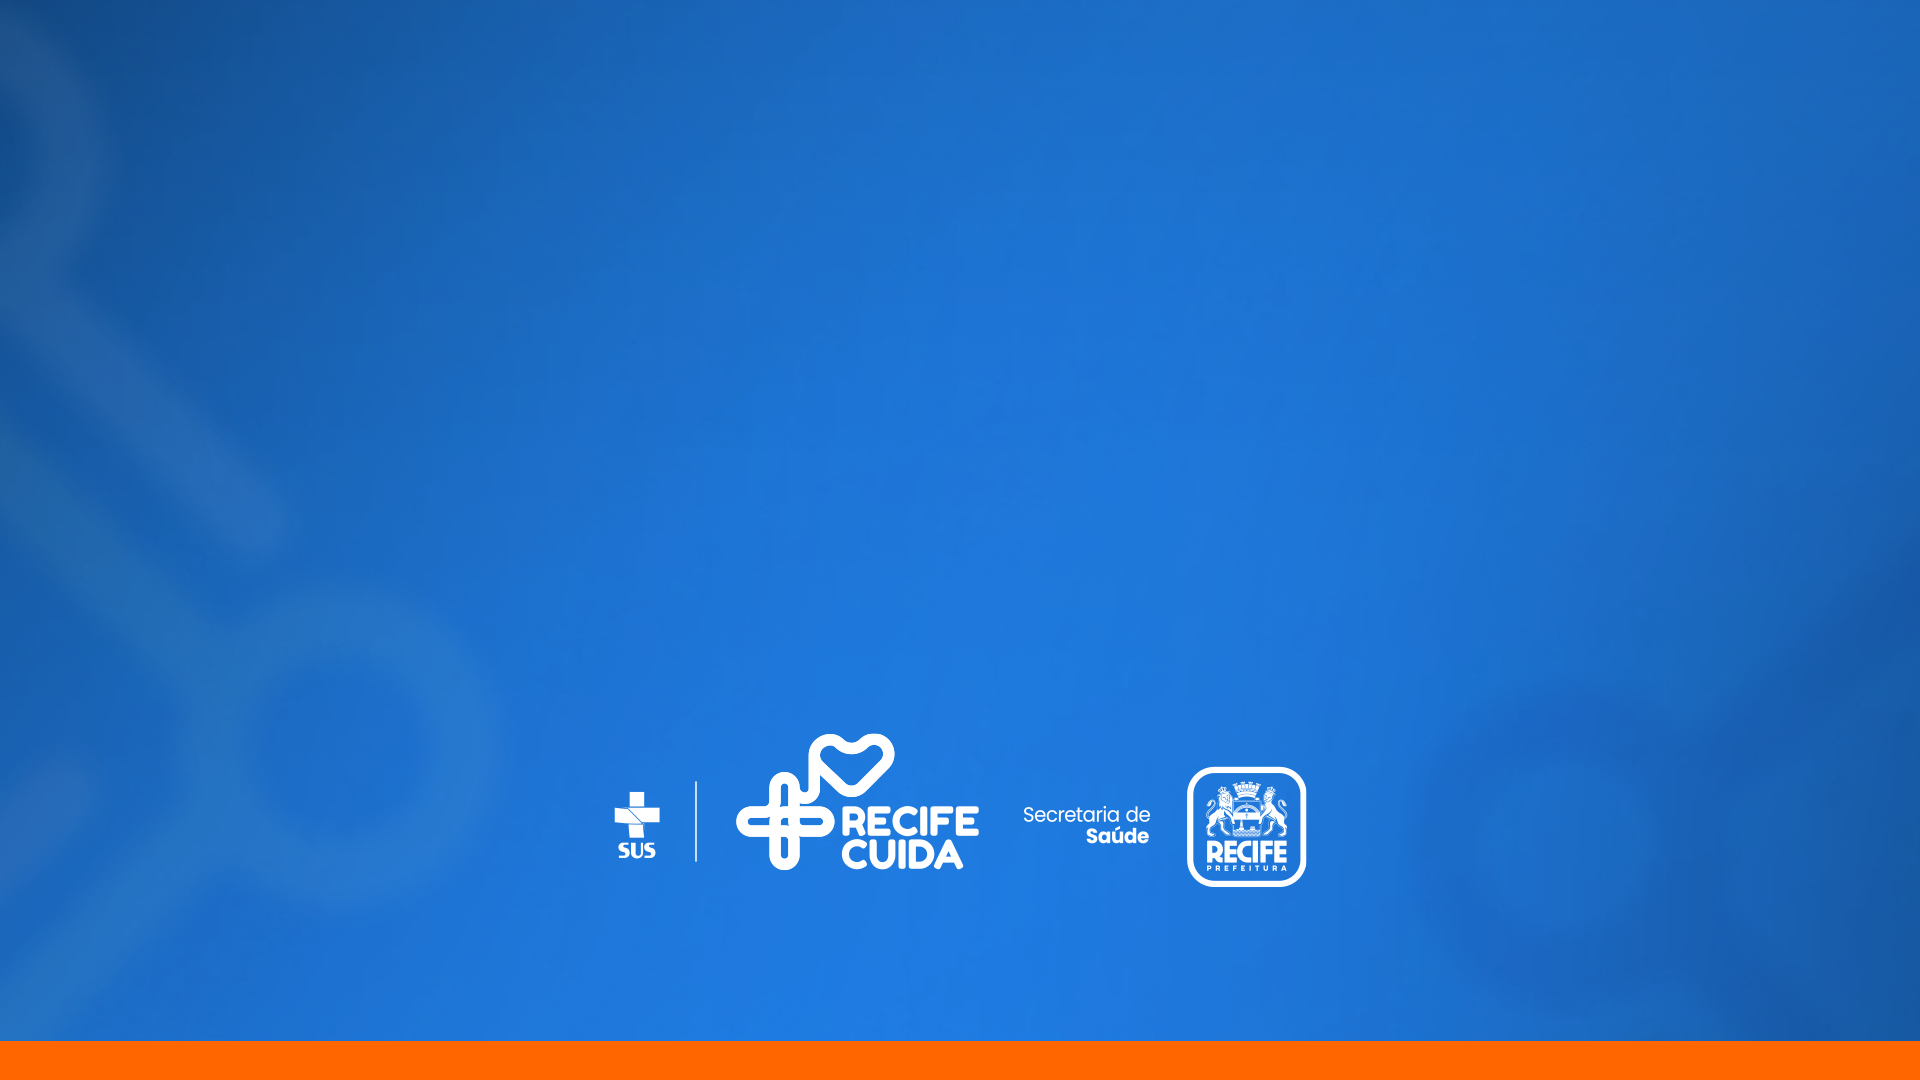 SUS
RECIFE
CUIDA
Secretaria de
Saúde
RECIFE
PREFEITURA